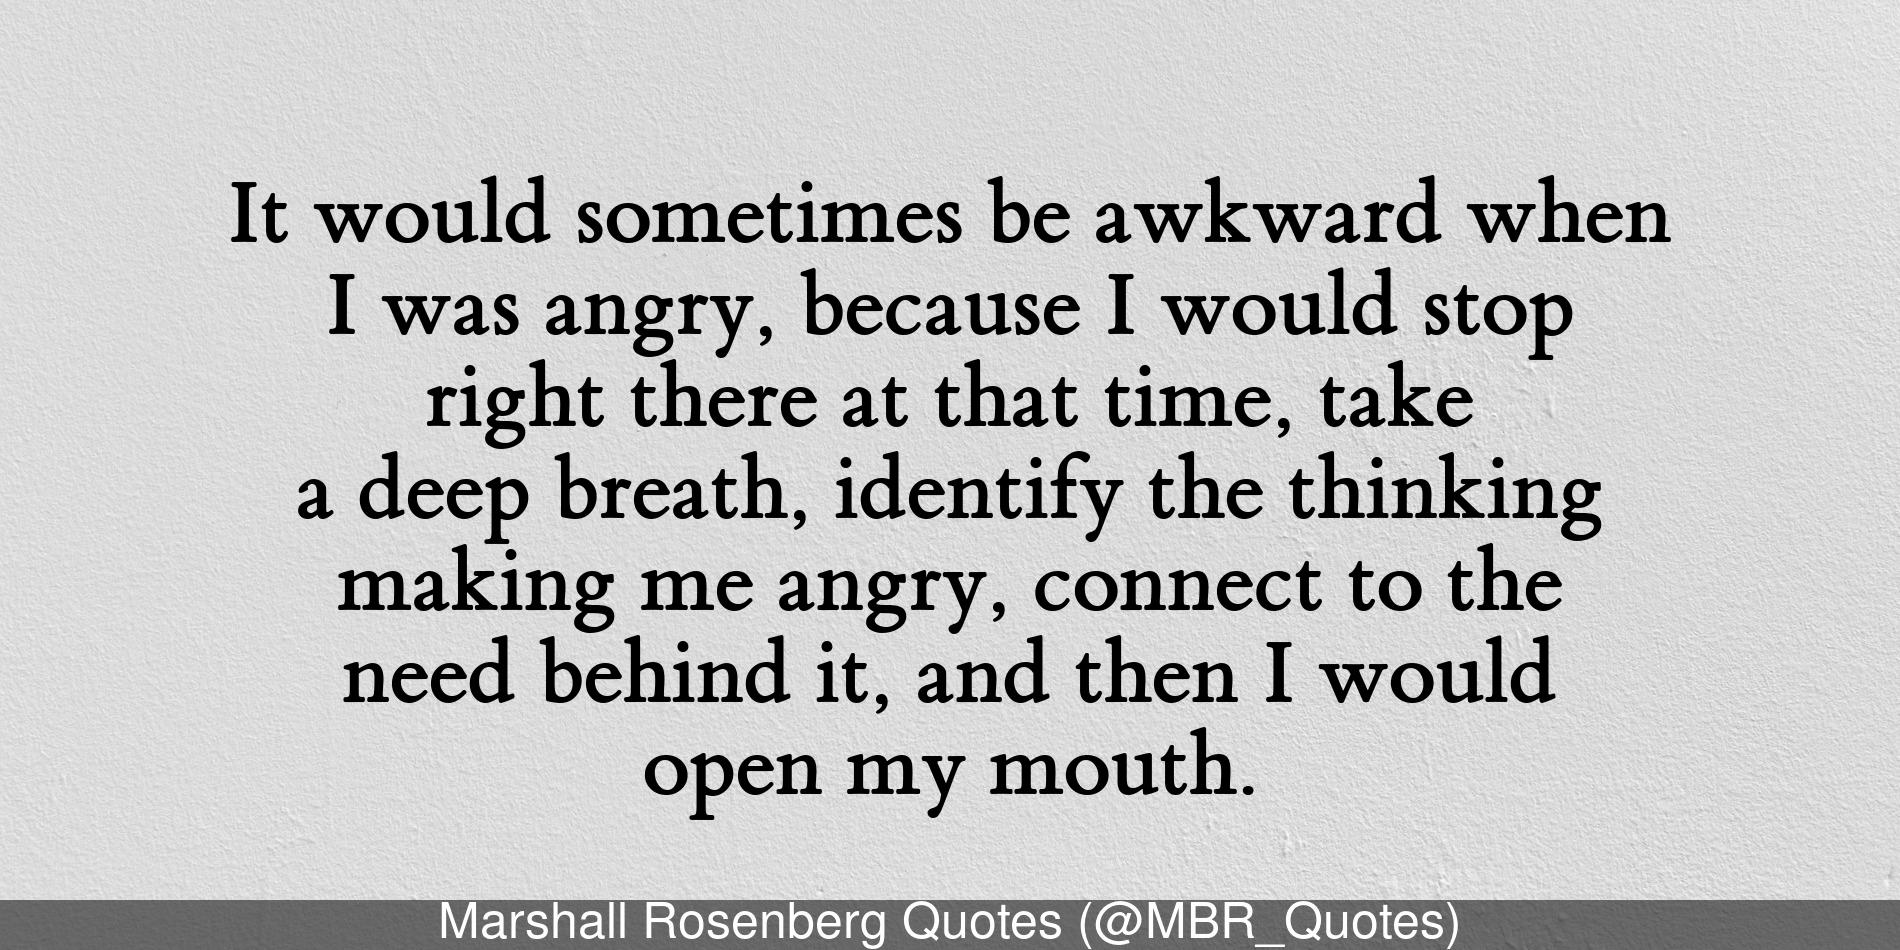 It would sometimes be awkward when
I was angry, because I would stop
right there at that time, take
a deep breath, identify the thinking
making me angry, connect to the
need behind it, and then I would
open my mouth.
Marshall Rosenberg Quotes (@MBR_Quotes)